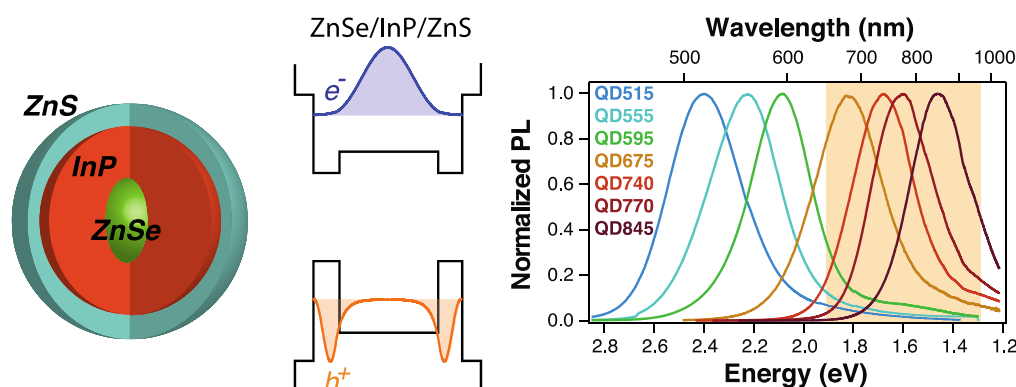 ZnS
InP
ZnSe
ZnSe/InP/ZnS
e-
h+
Wavelength (nm)
500 600 700 800 1000
Normalized PL
1.0
0.8
0.6
0.4
0.2
0.0
QD515
QD555
QD595
QD675
QD740
QD770
QD845
2.8 2.6 2.4 2.2 2.0 1.8 1.6 1.4 1.2
Energy (eV)